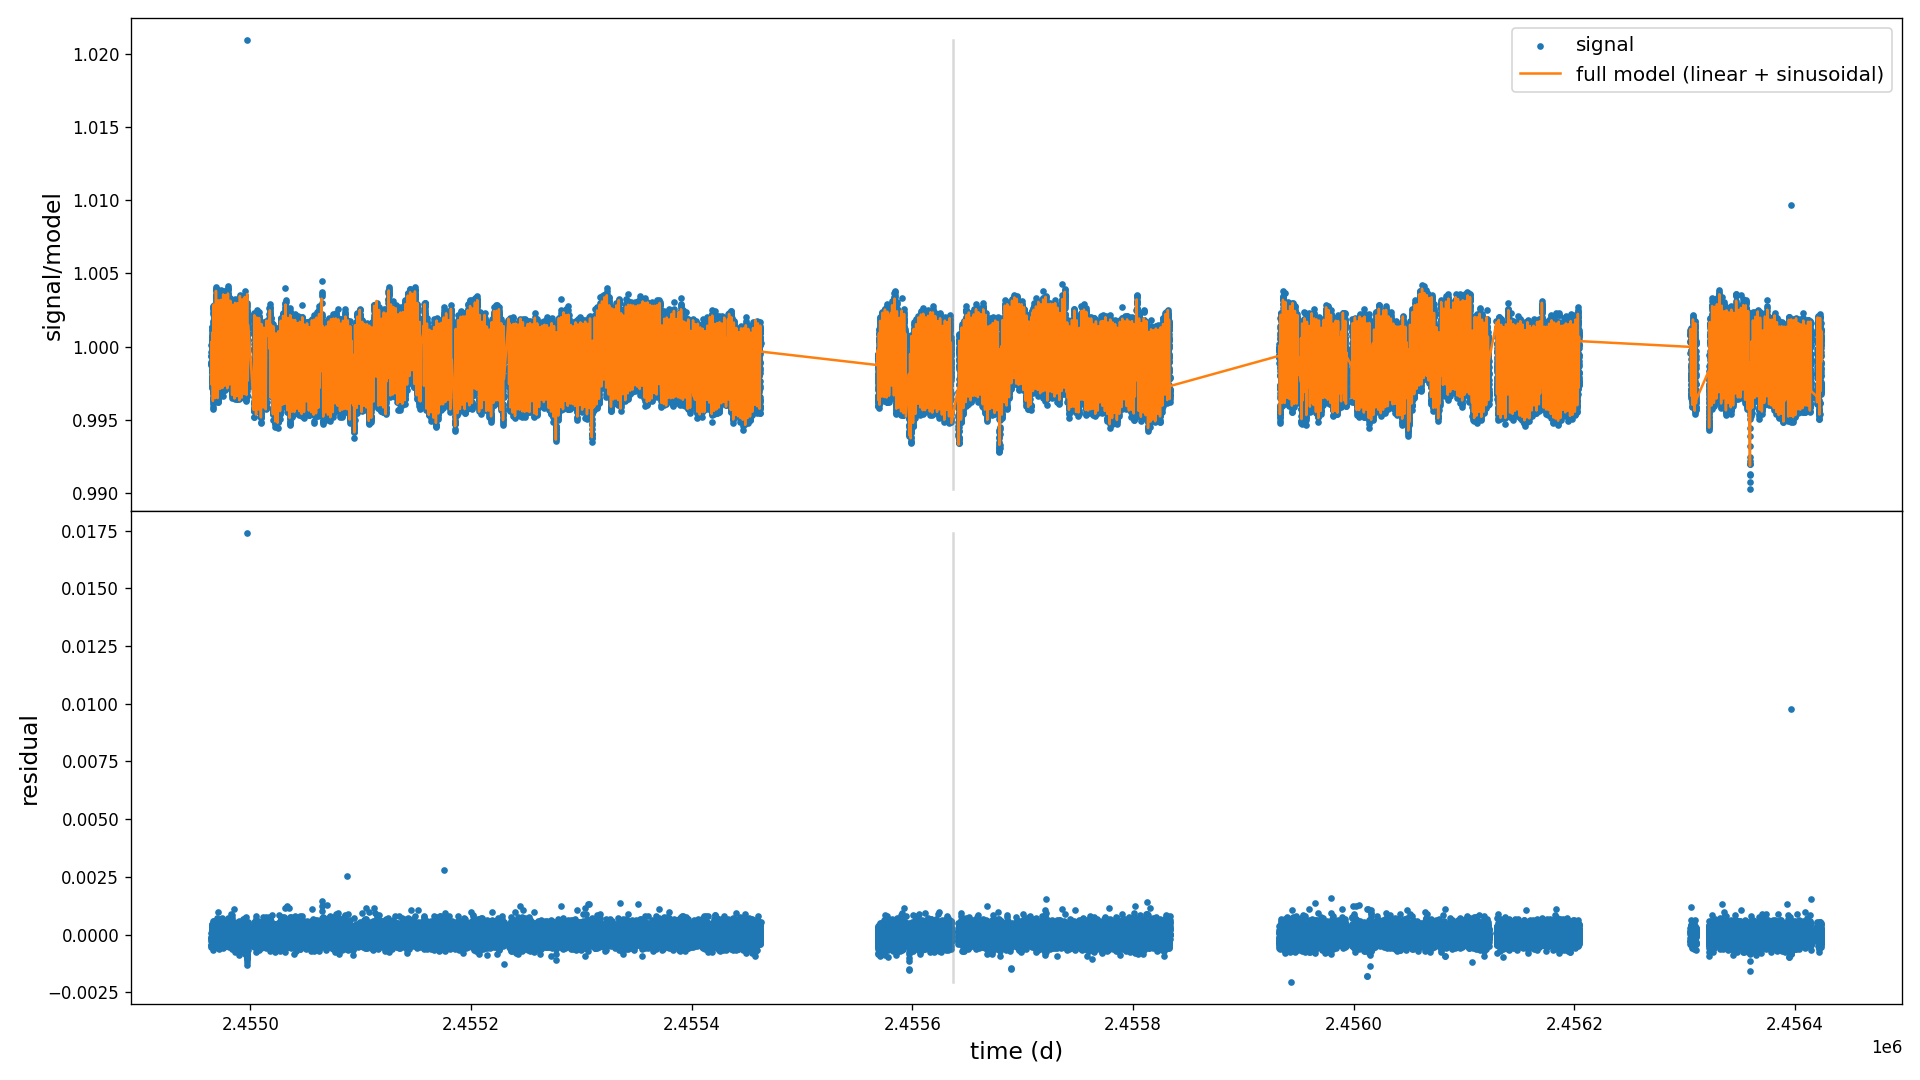 1.020
1.015
1.010
1.005
1.000
0.995
0.990
signal/model
signal
full model (linear + sinusoidal)
0.0175
0.0150
0.0125
0.0100
0.0075
0.0050
0.0025
0.0000
−0.0025
residual
2.4550 2.4552 2.4554 2.4556 2.4558 2.4560 2.4562 2.4564
1e6
time (d)